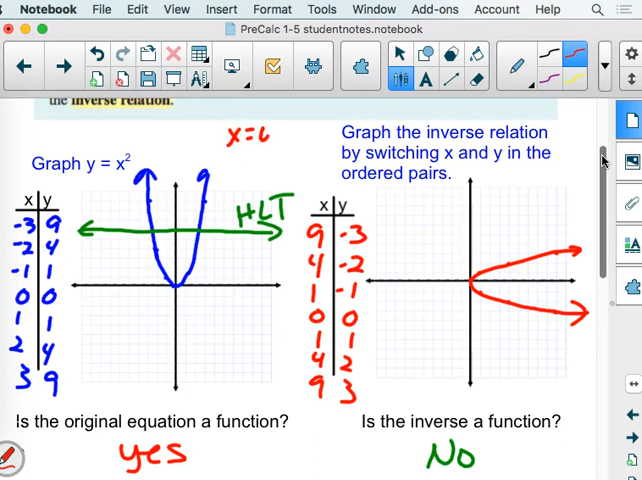 Notebook File Edit View Insert Format Tools Window Add-ons Account Help
PreCalc 1-5 studentnotes.notebook
the inverse relation.
x=6
Graph y = x²
HLT
x y
-3 9
-2 4
-1 1
0 0
1 1
2 4
3 9
Is the original equation a function?
yes
Graph the inverse relation
by switching x and y in the
ordered pairs.
x y
9 -3
4 -2
1 -1
0 0
1 1
4 2
9 3
Is the inverse a function?
No